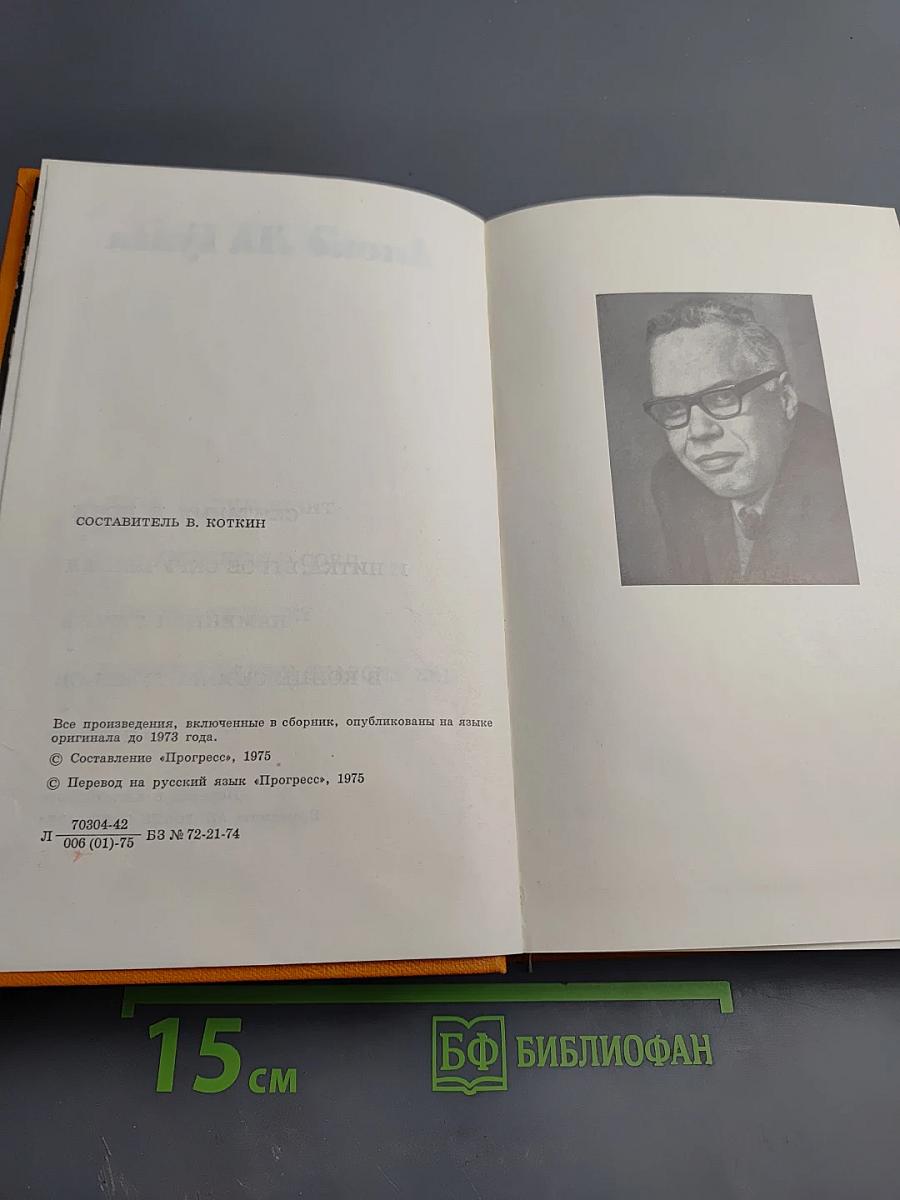 СОСТАВИТЕЛЬ В. КОТКИН
Все произведения, включенные в сборник, опубликованы на языке
оригинала до 1973 года.
© Составление «Прогресс», 1975
© Перевод на русский язык «Прогресс», 1975
Л 70304-42
006 (01)-75 БЗ № 72-21-74
15 см
БФ БИБЛИОФАН